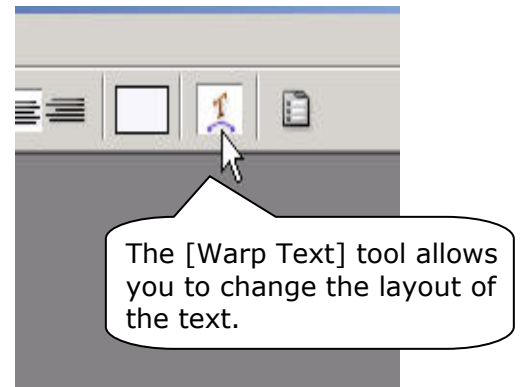 The [Warp Text] tool allows
you to change the layout of
the text.